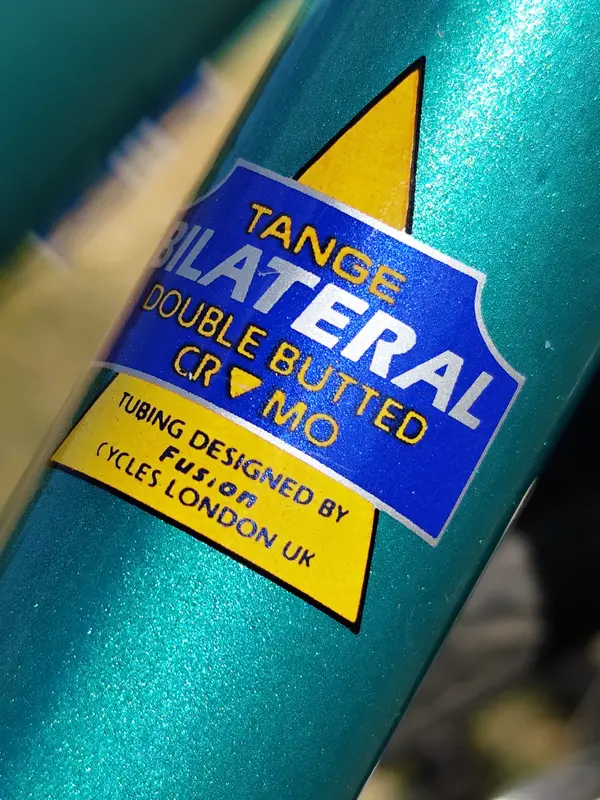 TANGE
BILATERAL
DOUBLE BUTTED
CR▼MO
TUBING DESIGNED BY
Fusion
CYCLES LONDON UK